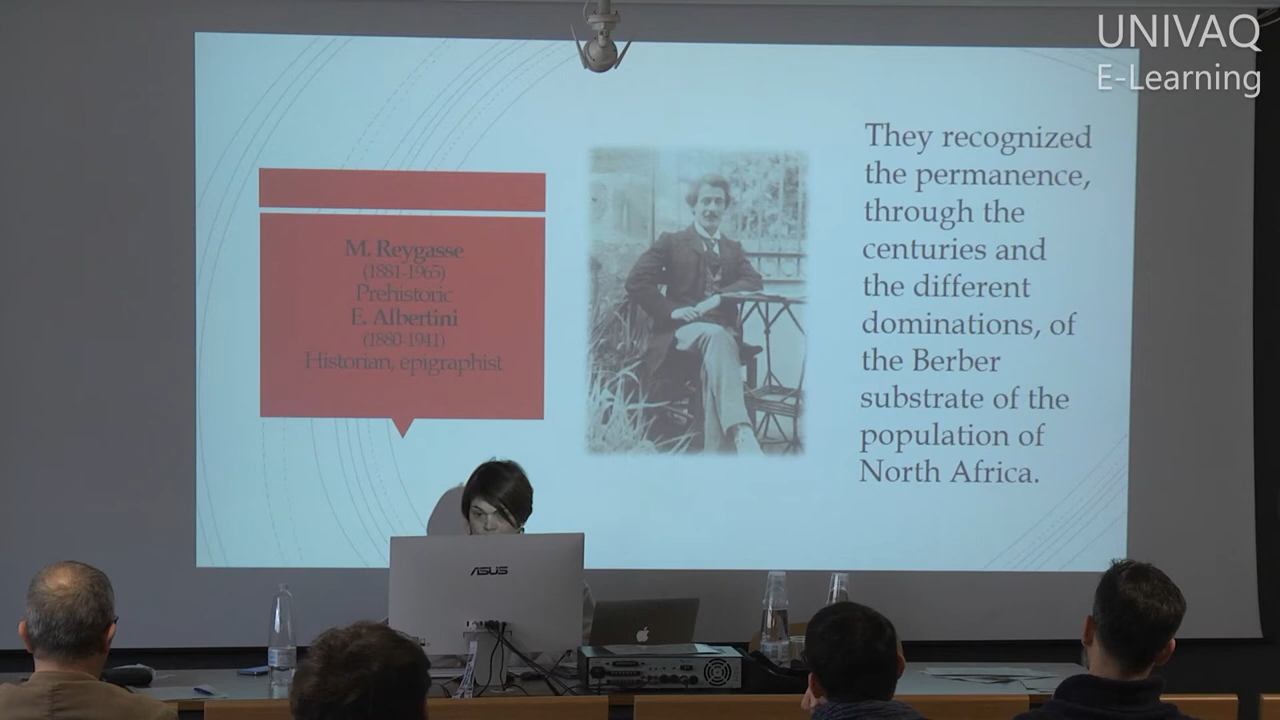 UNIVAQ
E-Learning
M. Reygasse
(1881-1965)
Prehistoric
E. Albertini
(1880-1941)
Historian, epigraphist
They recognized
the permanence,
through the
centuries and
the different
dominations, of
the Berber
substrate of the
population of
North Africa.
ASUS